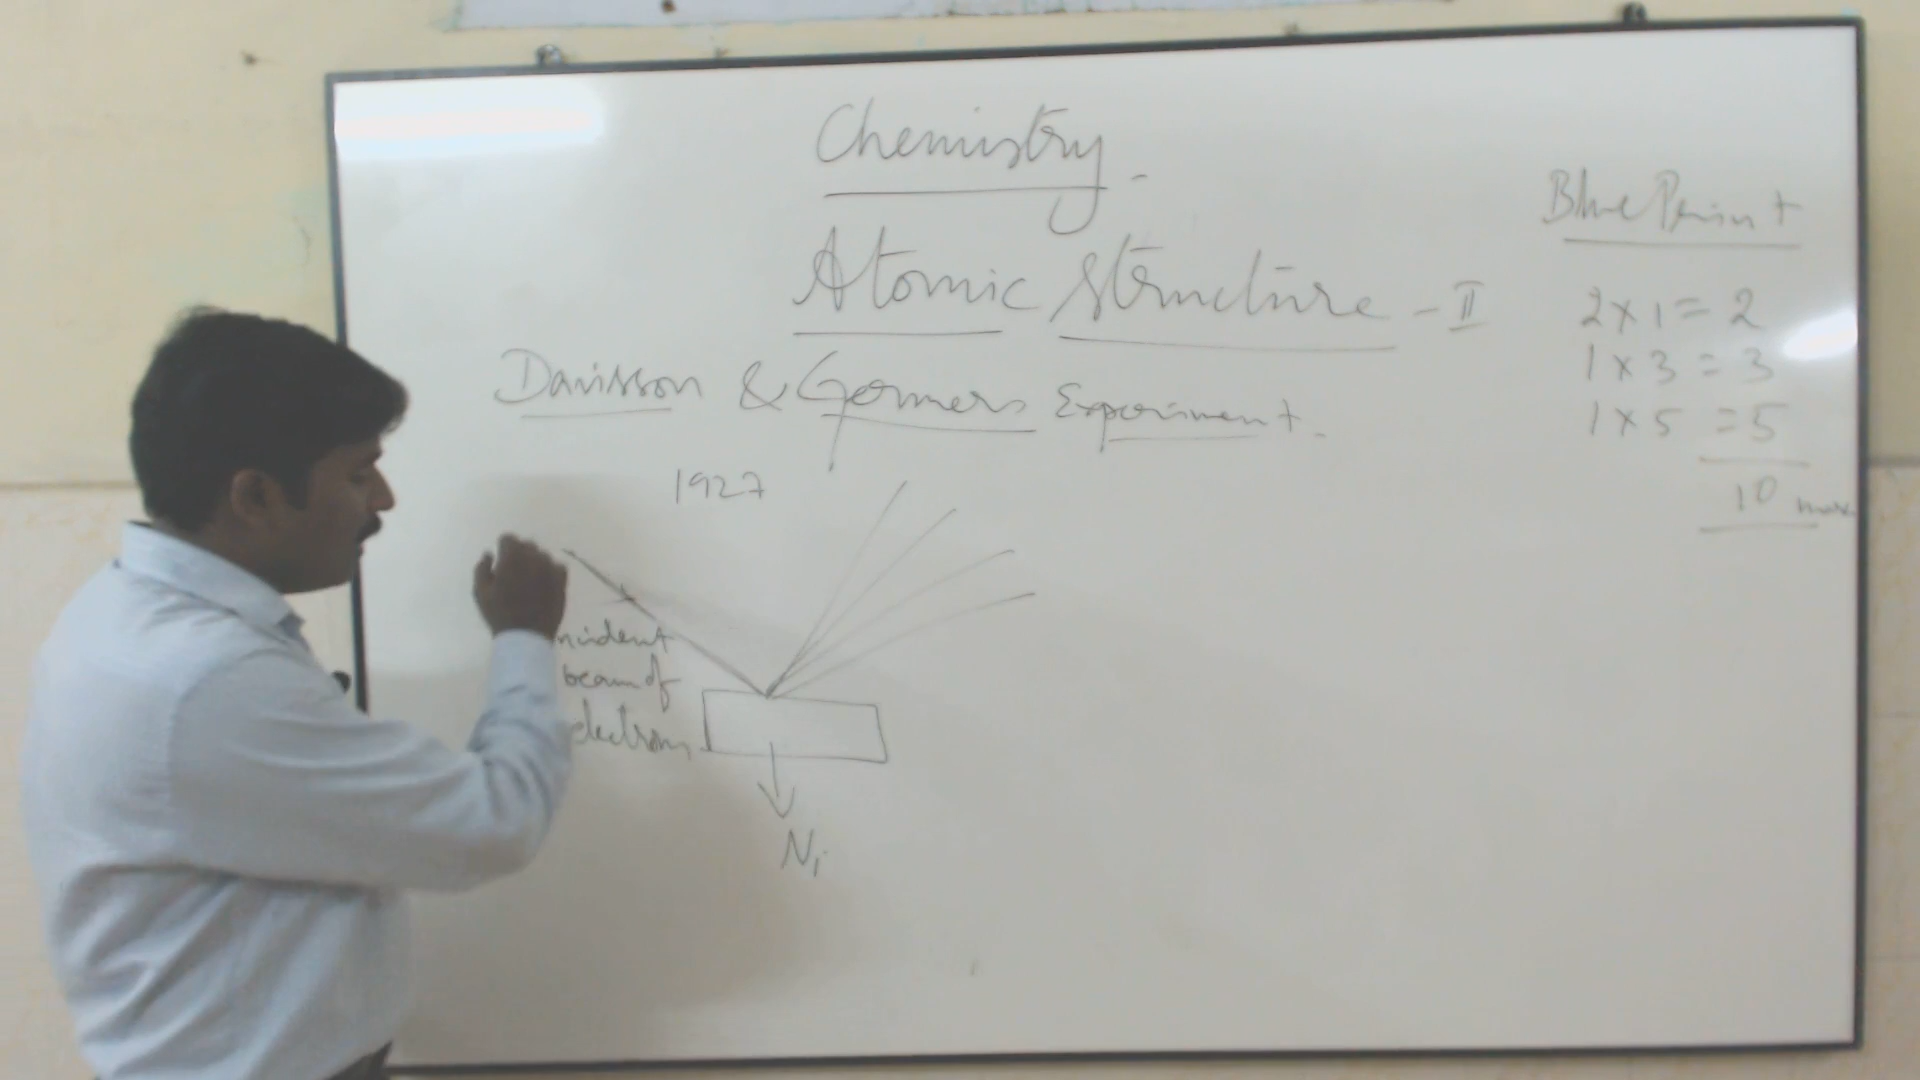 Chemistry.
Atomic Structure - II
Davisson & Germers Experiment.
1927
incident
beam of
electrons
Ni
Blue Print
2 x 1 = 2
1 x 3 = 3
1 x 5 = 5
10